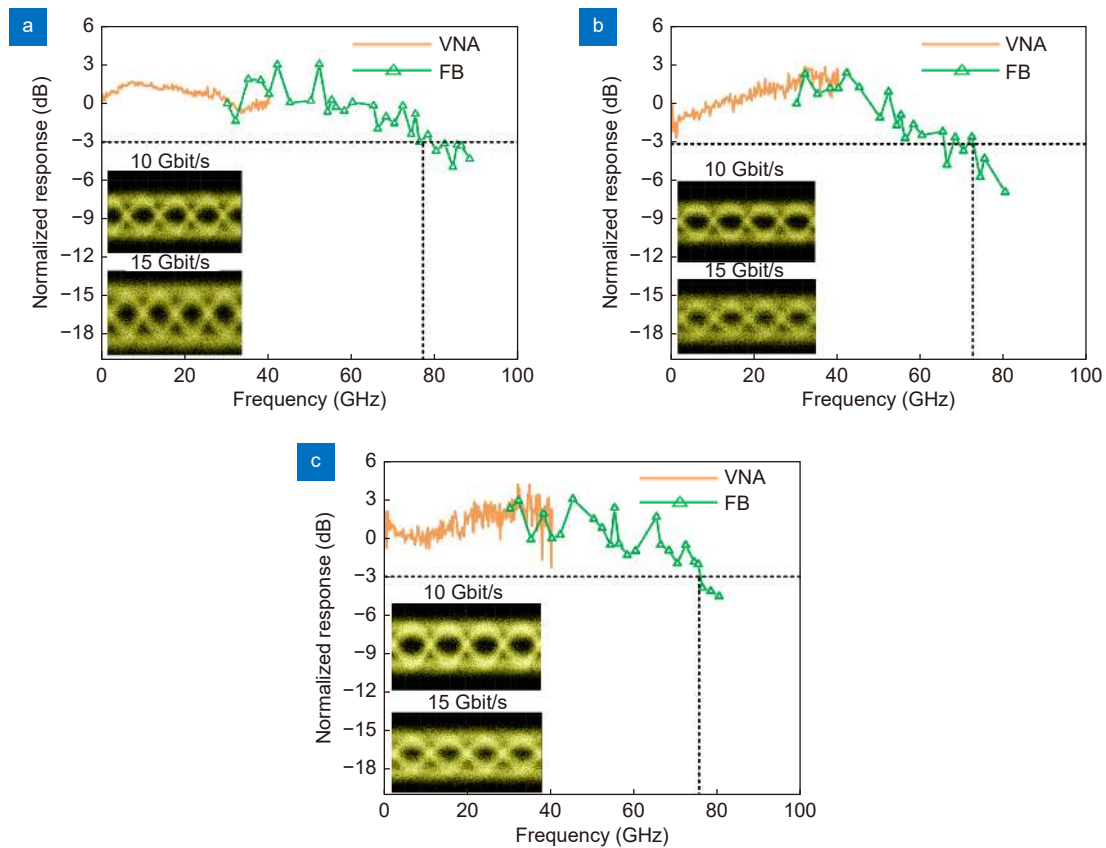 a
6
3
0
−3
−6
−9
−12
−15
−18
Normalized response (dB)
VNA
FB
10 Gbit/s
15 Gbit/s
0 20 40 60 80 100
Frequency (GHz)
b
6
3
0
−3
−6
−9
−12
−15
−18
Normalized response (dB)
VNA
FB
10 Gbit/s
15 Gbit/s
0 20 40 60 80 100
Frequency (GHz)
c
6
3
0
−3
−6
−9
−12
−15
−18
Normalized response (dB)
VNA
FB
10 Gbit/s
15 Gbit/s
0 20 40 60 80 100
Frequency (GHz)